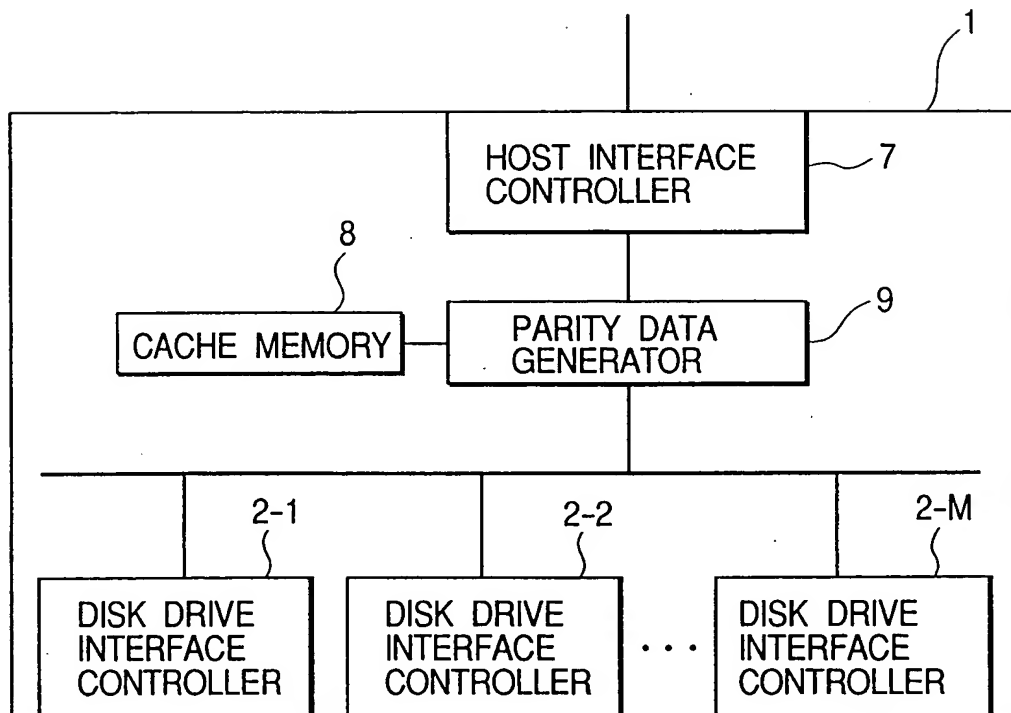 1
HOST INTERFACE
CONTROLLER
7
8
CACHE MEMORY
PARITY DATA
GENERATOR
9
2-1
2-2
2-M
DISK DRIVE
INTERFACE
CONTROLLER
DISK DRIVE
INTERFACE
CONTROLLER
...
DISK DRIVE
INTERFACE
CONTROLLER